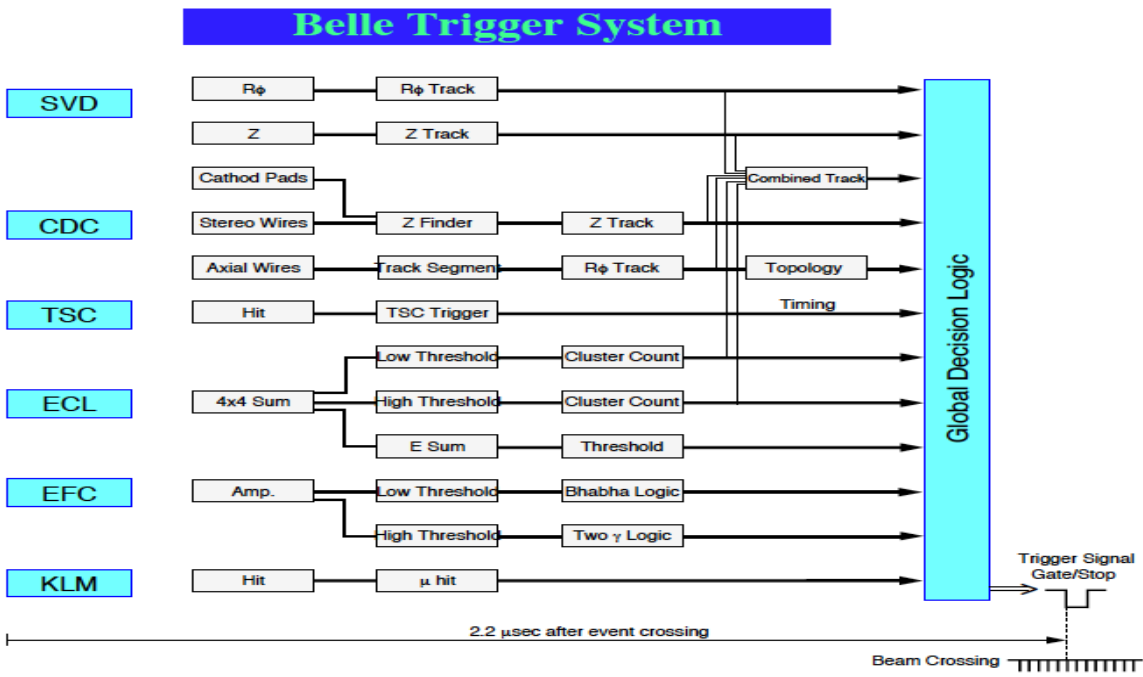 Belle Trigger System
SVD
Rφ
Rφ Track
Z
Z Track
Cathod Pads
Combined Track
CDC
Stereo Wires
Z Finder
Z Track
Axial Wires
Track Segment
Rφ Track
Topology
TSC
Hit
TSC Trigger
Timing
Low Threshold
Cluster Count
ECL
4x4 Sum
High Threshold
Cluster Count
E Sum
Threshold
EFC
Amp.
Low Threshold
Bhabha Logic
High Threshold
Two γ Logic
KLM
Hit
μ hit
Global Decision Logic
Trigger Signal
Gate/Stop
2.2 μsec after event crossing
Beam Crossing